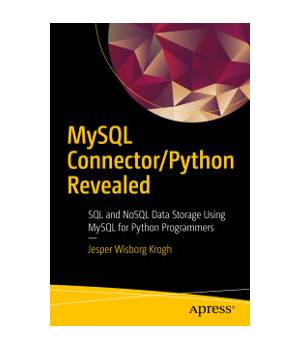 MySQL
Connector/Python
Revealed
SQL and NoSQL Data Storage Using
MySQL for Python Programmers
—
Jesper Wisborg Krogh
Apress®